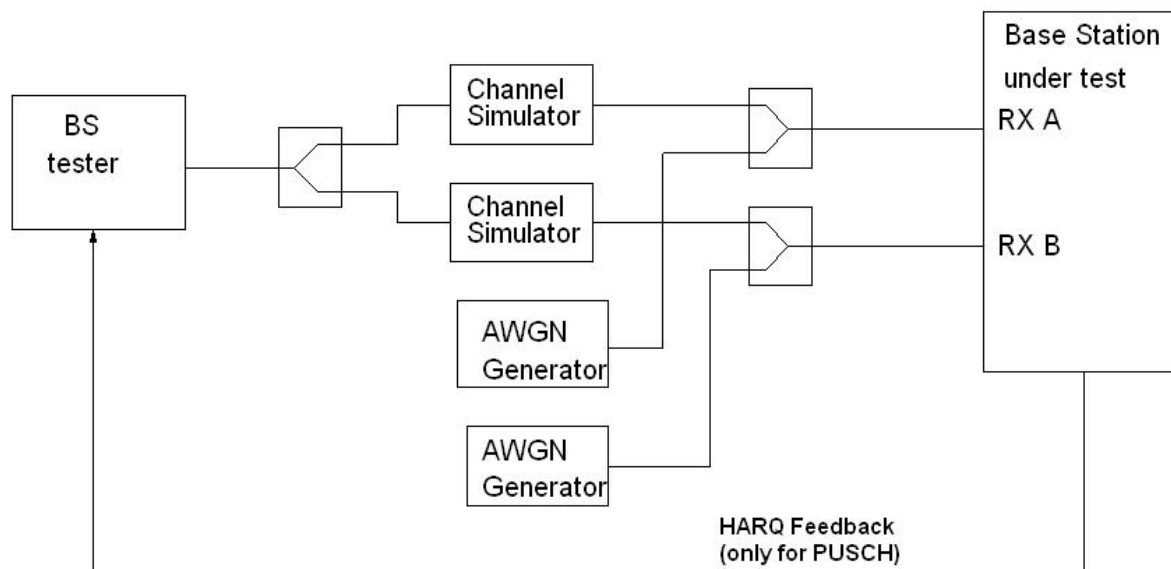 BS
tester
Channel
Simulator
Channel
Simulator
AWGN
Generator
AWGN
Generator
Base Station
under test
RX A
RX B
HARQ Feedback
(only for PUSCH)